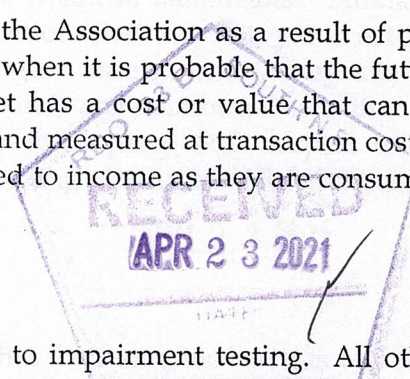 the Association as a result of p
when it is probable that the fut
et has a cost or value that can
and measured at transaction cos
ed to income as they are consum
RECEIVED
APR 2 3 2021
to impairment testing. All ot